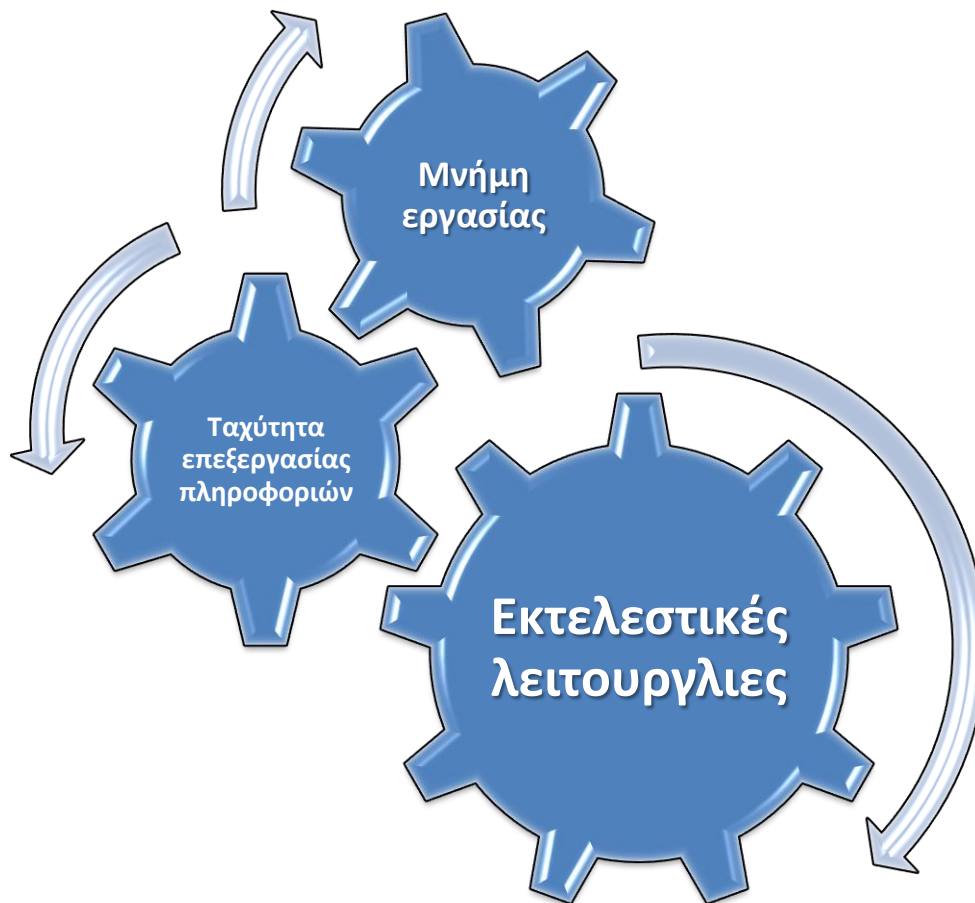 Μνήμη
εργασίας
Ταχύτητα
επεξεργασίας
πληροφοριών
Εκτελεστικές
λειτουργλιες